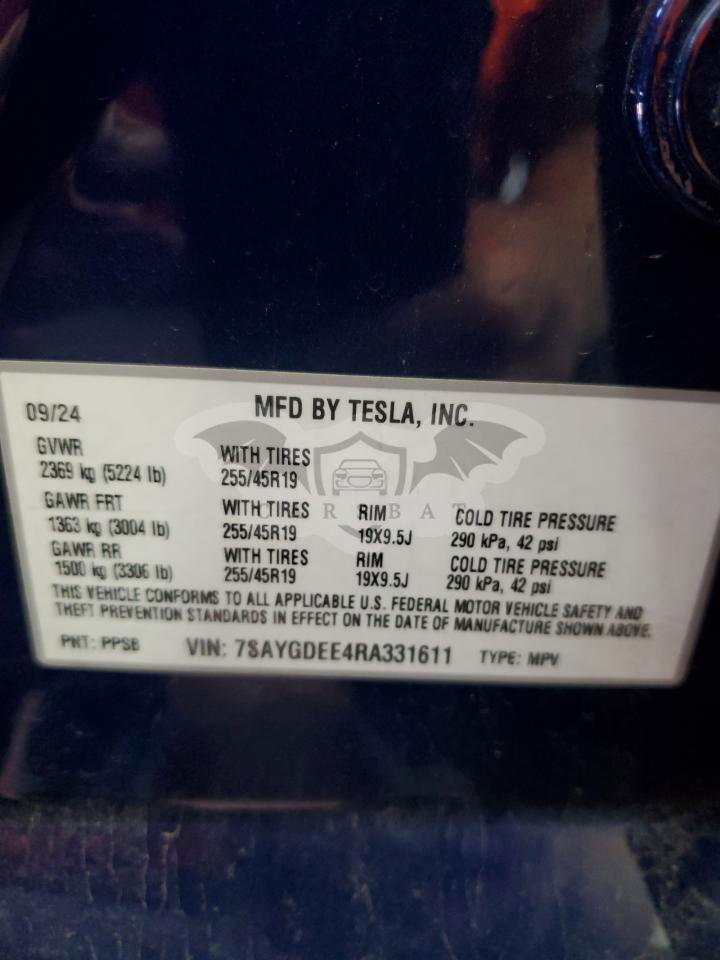 09/24 MFD BY TESLA, INC.
GVWR WITH TIRES
2369 kg (5224 lb) 255/45R19
GAWR FRT WITH TIRES RIM COLD TIRE PRESSURE
1363 kg (3004 lb) 255/45R19 19X9.5J 290 kPa, 42 psi
GAWR RR WITH TIRES RIM COLD TIRE PRESSURE
1500 kg (3306 lb) 255/45R19 19X9.5J 290 kPa, 42 psi
THIS VEHICLE CONFORMS TO ALL APPLICABLE U.S. FEDERAL MOTOR VEHICLE SAFETY AND
THEFT PREVENTION STANDARDS IN EFFECT ON THE DATE OF MANUFACTURE SHOWN ABOVE.
PNT: PPSB VIN: 7SAYGDEE4RA331611 TYPE: MPV